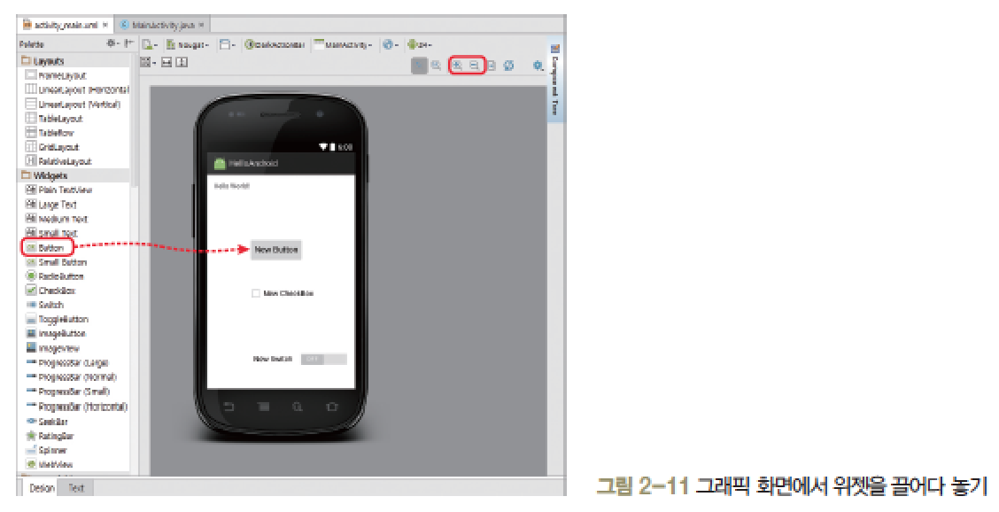 activity_main.xml × MainActivity.java ×
Palette
Nougat DarkActionBar MainActivity 24
Component Tree
Layouts
FrameLayout
LinearLayout (Horizontal
LinearLayout (Vertical)
TableLayout
TableRow
GridLayout
RelativeLayout
Widgets
Plain TextView
Large Text
Medium Text
Small Text
Button
Small Button
RadioButton
CheckBox
Switch
ToggleButton
ImageButton
ImageView
ProgressBar (Large)
ProgressBar (Normal)
ProgressBar (Small)
ProgressBar (Horizontal)
SeekBar
RatingBar
Spinner
WebView
6:00
HelloAndroid
Hello World!
New Button
New CheckBox
New Switch OFF
Design Text
그림 2-11 그래픽 화면에서 위젯을 끌어다 놓기